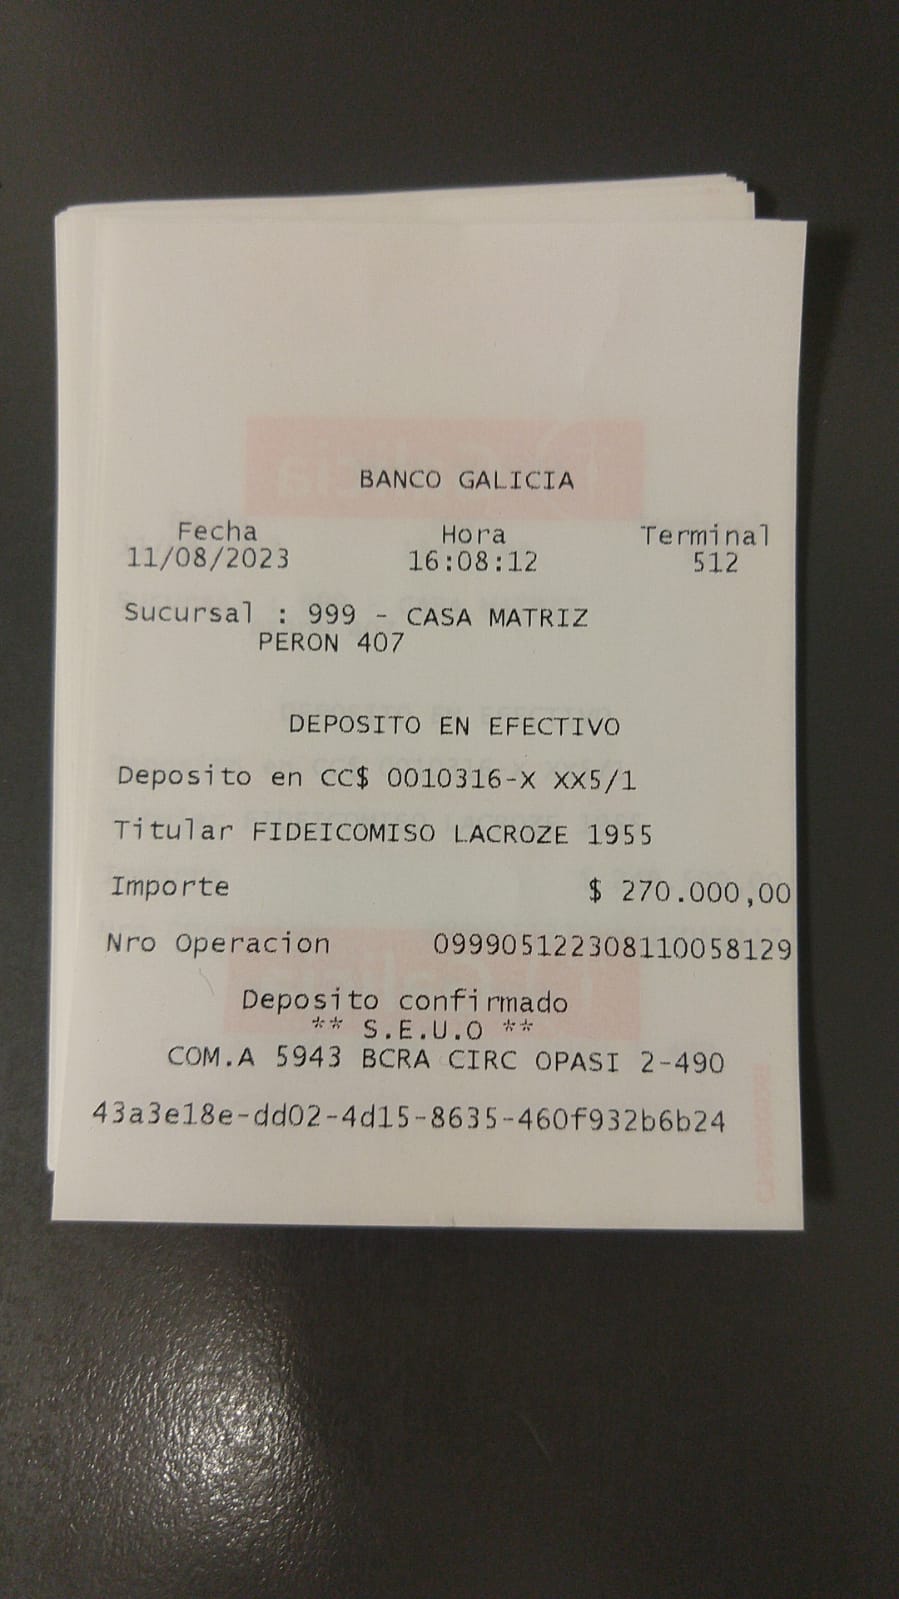 BANCO GALICIA
Fecha Hora Terminal
11/08/2023 16:08:12 512
Sucursal : 999 - CASA MATRIZ
PERON 407
DEPOSITO EN EFECTIVO
Deposito en CC$ 0010316-X XX5/1
Titular FIDEICOMISO LACROZE 1955
Importe $ 270.000,00
Nro Operacion 099905122308110058129
Deposito confirmado
** S.E.U.O **
COM.A 5943 BCRA CIRC OPASI 2-490
43a3e18e-dd02-4d15-8635-460f932b6b24